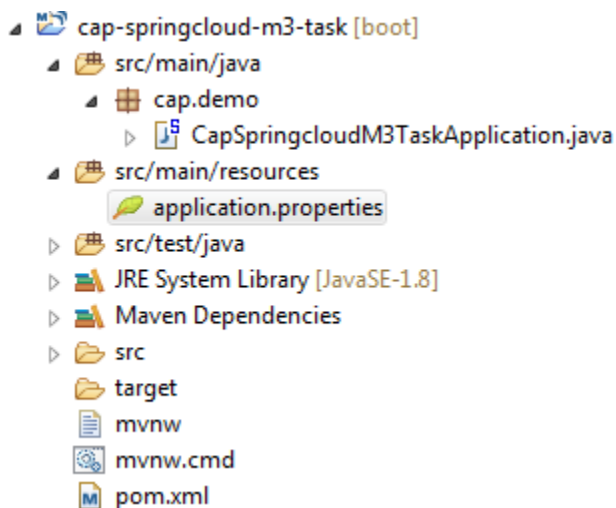 cap-springcloud-m3-task [boot]
src/main/java
cap.demo
CapSpringcloudM3TaskApplication.java
src/main/resources
application.properties
src/test/java
JRE System Library [JavaSE-1.8]
Maven Dependencies
src
target
mvnw
mvnw.cmd
pom.xml